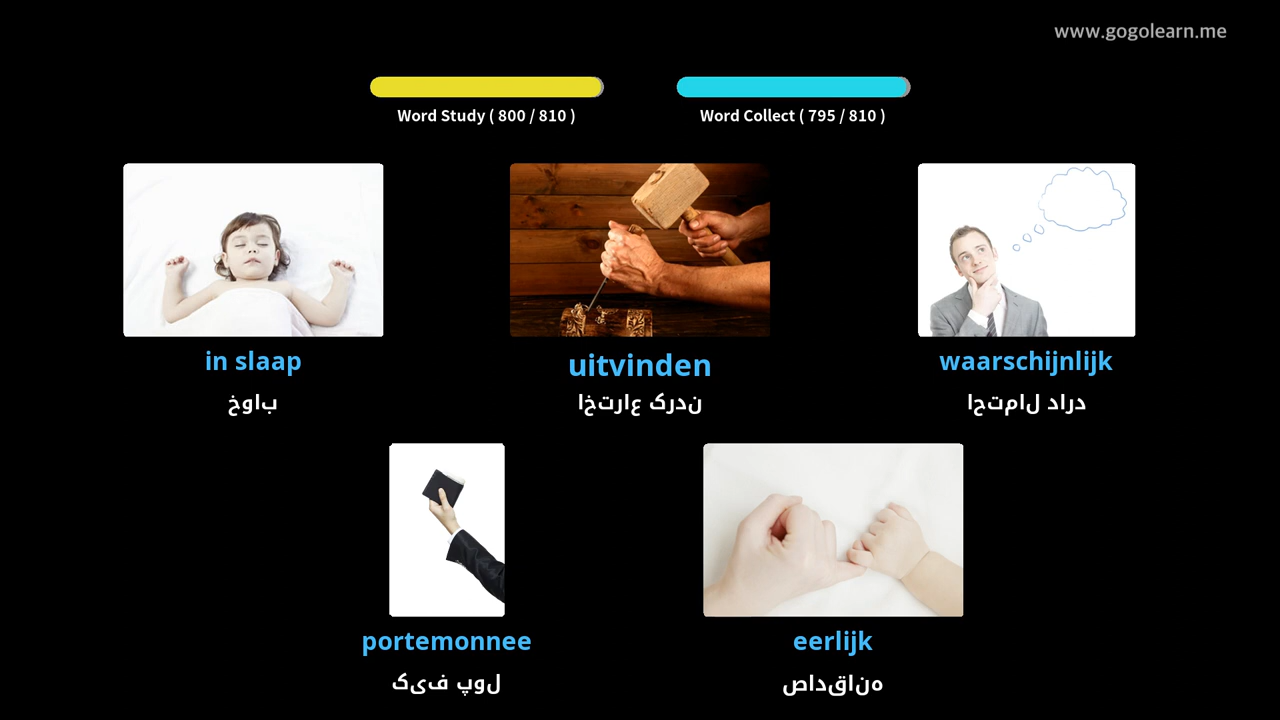 www.gogolearn.me
Word Study ( 800 / 810 )
Word Collect ( 795 / 810 )
in slaap
باوخ
uitvinden
ندرک عارتخا
waarschijnlijk
دراد لامتحا
portemonnee
لوپ فیک
eerlijk
هناقداص